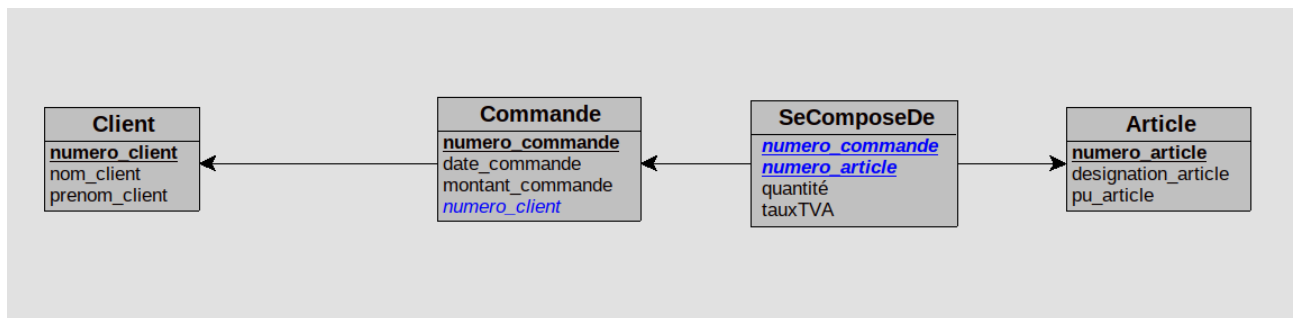 Client
numero_client
nom_client
prenom_client
Commande
numero_commande
date_commande
montant_commande
numero_client
SeComposeDe
numero_commande
numero_article
quantité
tauxTVA
Article
numero_article
designation_article
pu_article